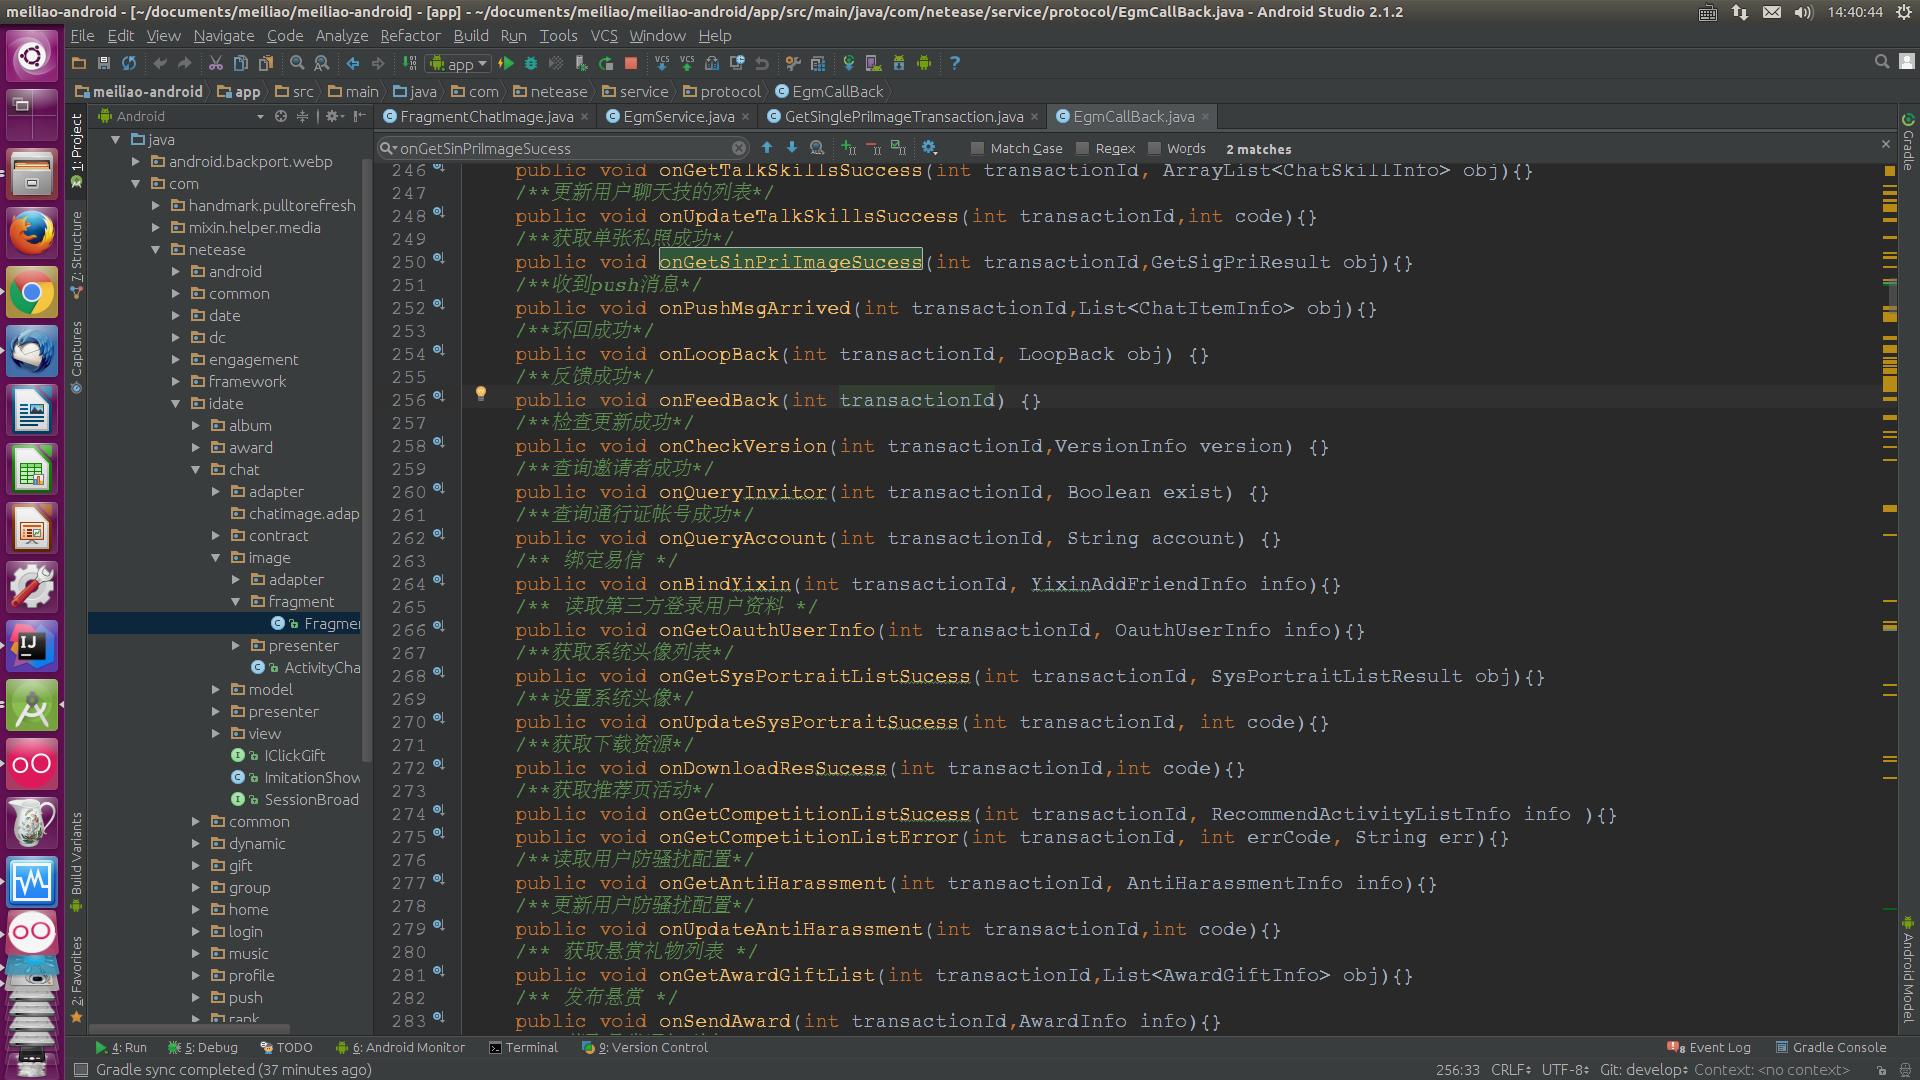 meiliao-android - [~/documents/meiliao/meiliao-android] - [app] - ~/documents/meiliao/meiliao-android/app/src/main/java/com/netease/service/protocol/EgmCallBack.java - Android Studio 2.1.2
14:40:44
File Edit View Navigate Code Analyze Refactor Build Run Tools VCS Window Help
app
meiliao-android app src main java com netease service protocol EgmCallBack
Android
FragmentChatImage.java EgmService.java GetSinglePriImageTransaction.java EgmCallBack.java
onGetSinPriImageSucess Match Case Regex Words 2 matches
1: Project
7: Structure
Captures
Build Variants
2: Favorites
java
android.backport.webp
com
handmark.pulltorefresh
mixin.helper.media
netease
android
common
date
dc
engagement
framework
idate
album
award
chat
adapter
chatimage.adap
contract
image
adapter
fragment
Fragmen
presenter
ActivityCha
model
presenter
view
IClickGift
ImitationShow
SessionBroad
common
dynamic
gift
group
home
login
music
profile
push
rank
246 public void onGetTalkSkillsSuccess(int transactionId, ArrayList<ChatSkillInfo> obj){}
247 /**更新用户聊天技的列表*/
248 public void onUpdateTalkSkillsSuccess(int transactionId,int code){}
249 /**获取单张私照成功*/
250 public void onGetSinPriImageSucess(int transactionId,GetSigPriResult obj){}
251 /**收到push消息*/
252 public void onPushMsgArrived(int transactionId,List<ChatItemInfo> obj){}
253 /**环回成功*/
254 public void onLoopBack(int transactionId, LoopBack obj) {}
255 /**反馈成功*/
256 public void onFeedBack(int transactionId) {}
257 /**检查更新成功*/
258 public void onCheckVersion(int transactionId,VersionInfo version) {}
259 /**查询邀请者成功*/
260 public void onQueryInvitor(int transactionId, Boolean exist) {}
261 /**查询通行证帐号成功*/
262 public void onQueryAccount(int transactionId, String account) {}
263 /** 绑定易信 */
264 public void onBindYixin(int transactionId, YixinAddFriendInfo info){}
265 /** 读取第三方登录用户资料 */
266 public void onGetOauthUserInfo(int transactionId, OauthUserInfo info){}
267 /**获取系统头像列表*/
268 public void onGetSysPortraitListSucess(int transactionId, SysPortraitListResult obj){}
269 /**设置系统头像*/
270 public void onUpdateSysPortraitSucess(int transactionId, int code){}
271 /**获取下载资源*/
272 public void onDownloadResSucess(int transactionId,int code){}
273 /**获取推荐页活动*/
274 public void onGetCompetitionListSucess(int transactionId, RecommendActivityListInfo info ){}
275 public void onGetCompetitionListError(int transactionId, int errCode, String err){}
276 /**读取用户防骚扰配置*/
277 public void onGetAntiHarassment(int transactionId, AntiHarassmentInfo info){}
278 /**更新用户防骚扰配置*/
279 public void onUpdateAntiHarassment(int transactionId,int code){}
280 /** 获取悬赏礼物列表 */
281 public void onGetAwardGiftList(int transactionId,List<AwardGiftInfo> obj){}
282 /** 发布悬赏 */
283 public void onSendAward(int transactionId,AwardInfo info){}
Gradle
Android Model
4: Run 5: Debug TODO 6: Android Monitor Terminal 9: Version Control 8 Event Log Gradle Console
Gradle sync completed (37 minutes ago) 256:33 CRLF UTF-8 Git: develop Context: <no context>